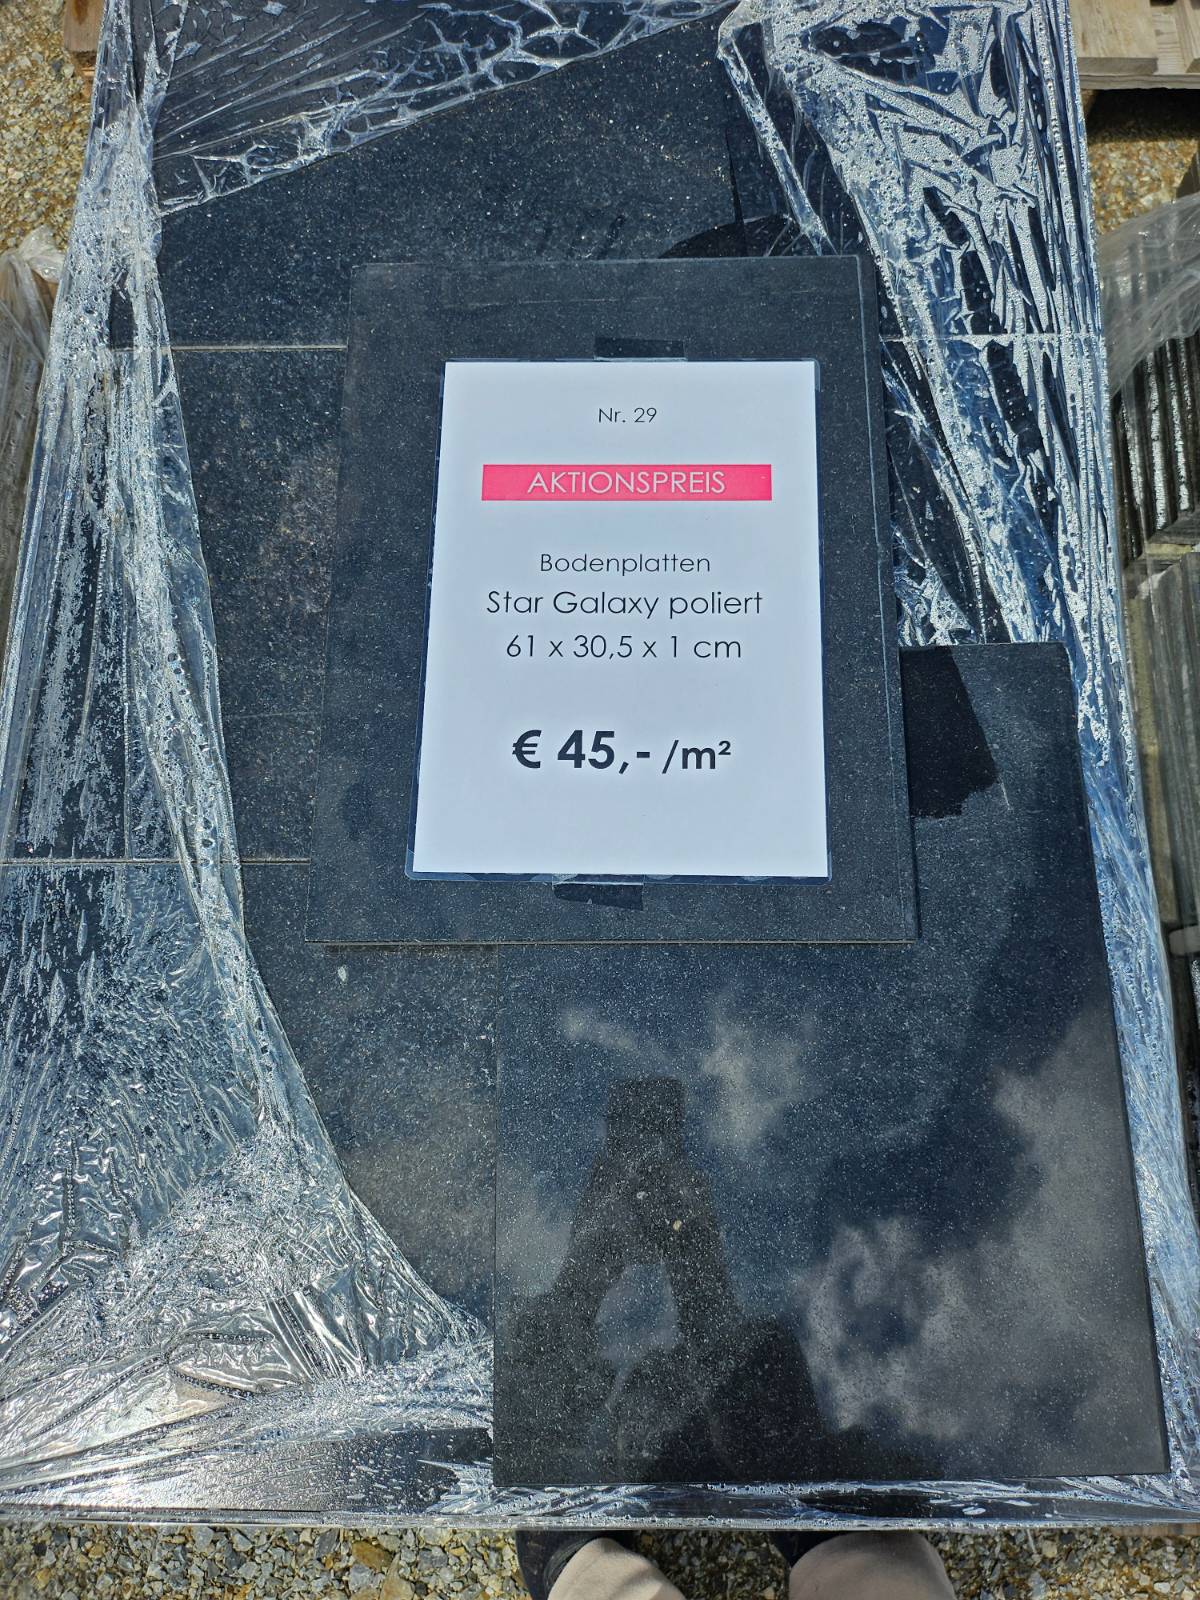 Nr. 29
AKTIONSPREIS
Bodenplatten
Star Galaxy poliert
61 x 30,5 x 1 cm
€ 45,- /m²